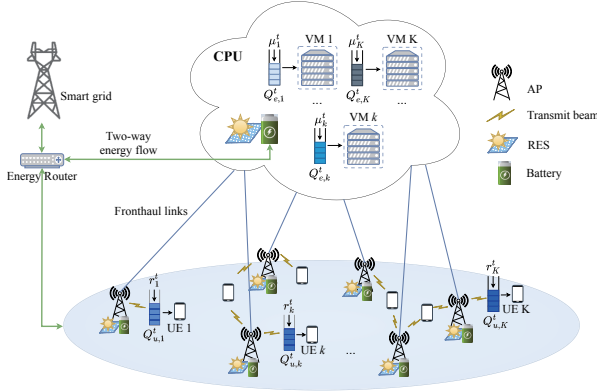 CPU
μ_1^t
VM 1
μ_K^t
VM K
Q_{e,1}^t
...
Q_{e,K}^t
...
μ_k^t
VM k
Q_{e,k}^t
Smart grid
Two-way
energy flow
Energy Router
Fronthaul links
AP
Transmit beam
RES
Battery
r_1^t
UE 1
Q_{u,1}^t
r_k^t
UE k
Q_{u,k}^t
...
r_K^t
UE K
Q_{u,K}^t